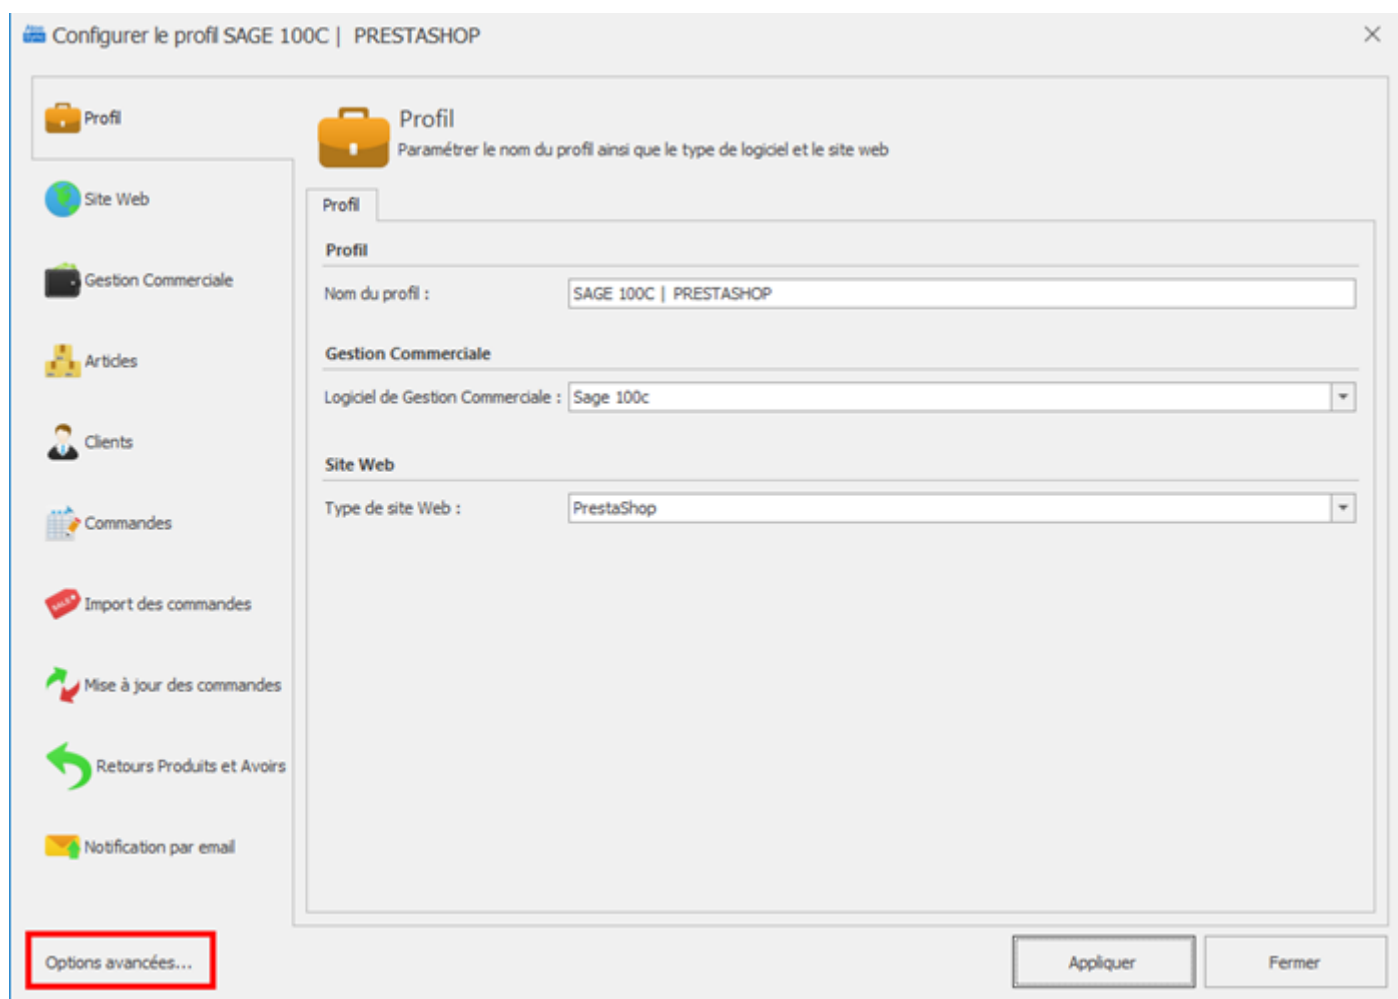 Configurer le profil SAGE 100C | PRESTASHOP
Profil
Site Web
Gestion Commerciale
Articles
Clients
Commandes
Import des commandes
Mise à jour des commandes
Retours Produits et Avoirs
Notification par email
Profil
Paramétrer le nom du profil ainsi que le type de logiciel et le site web
Profil
Profil
Nom du profil : SAGE 100C | PRESTASHOP
Gestion Commerciale
Logiciel de Gestion Commerciale : Sage 100c
Site Web
Type de site Web : PrestaShop
Options avancées...
Appliquer
Fermer